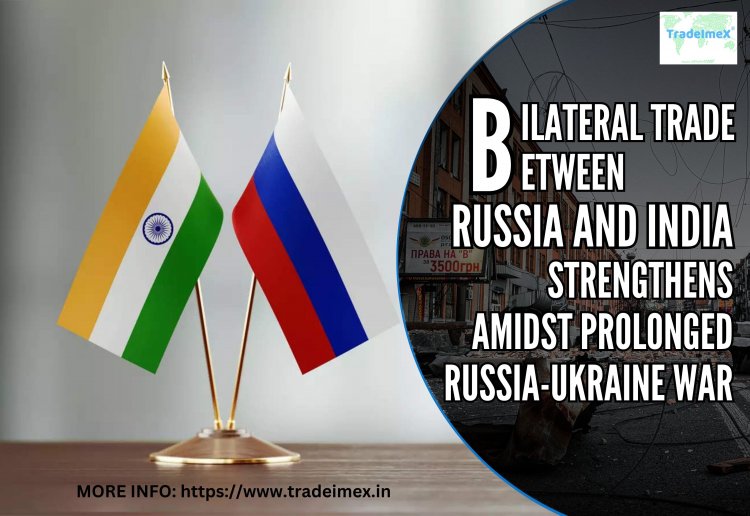 TradeImeX
BILATERAL TRADE
BETWEEN
RUSSIA AND INDIA
STRENGTHENS
AMIDST PROLONGED
RUSSIA-UKRAINE WAR
ПРАВА НА "В"
3500грн
MORE INFO: https://www.tradeimex.in